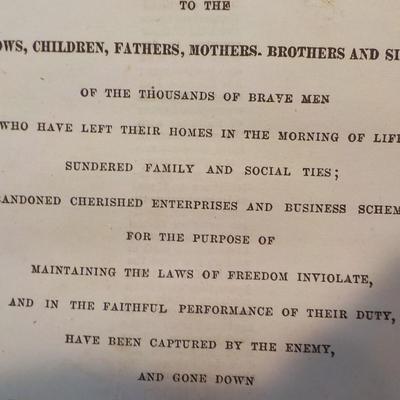 TO THE
OWS, CHILDREN, FATHERS, MOTHERS. BROTHERS AND SI
OF THE THOUSANDS OF BRAVE MEN
WHO HAVE LEFT THEIR HOMES IN THE MORNING OF LIFE
SUNDERED FAMILY AND SOCIAL TIES;
ABANDONED CHERISHED ENTERPRISES AND BUSINESS SCHEM
FOR THE PURPOSE OF
MAINTAINING THE LAWS OF FREEDOM INVIOLATE,
AND IN THE FAITHFUL PERFORMANCE OF THEIR DUTY,
HAVE BEEN CAPTURED BY THE ENEMY,
AND GONE DOWN